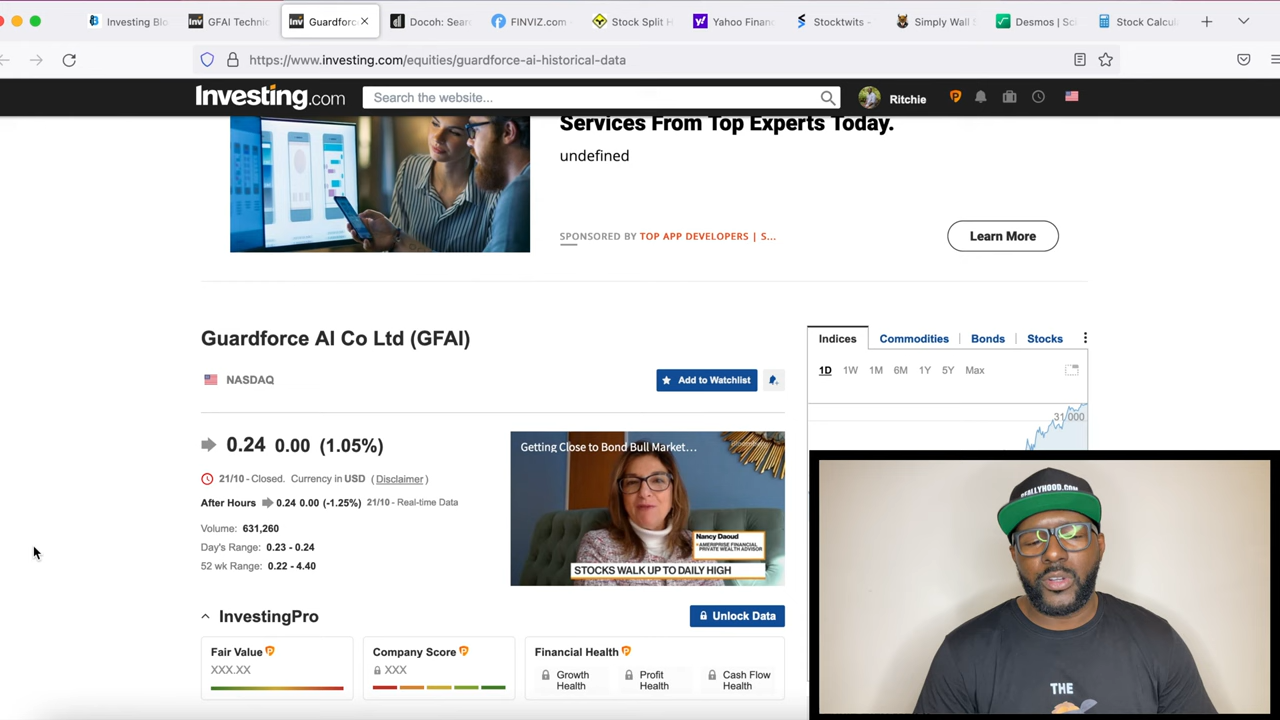 Investing Blo
GFAI Technic
Guardforc
Docoh: Sear
FINVIZ.com
Stock Split H
Yahoo Financ
Stocktwits -
Simply Wall S
Desmos | Sci
Stock Calcul
https://www.investing.com/equities/guardforce-ai-historical-data
Investing.com
Search the website...
Ritchie
Services From Top Experts Today.
undefined
SPONSORED BY TOP APP DEVELOPERS | S...
Learn More
Guardforce AI Co Ltd (GFAI)
NASDAQ
Add to Watchlist
0.24 0.00 (1.05%)
21/10 - Closed. Currency in USD ( Disclaimer )
After Hours 0.24 0.00 (-1.25%) 21/10 - Real-time Data
Volume: 631,260
Day's Range: 0.23 - 0.24
52 wk Range: 0.22 - 4.40
Getting Close to Bond Bull Market...
Bloomberg
Nancy Daoud
AMERIPRISE FINANCIAL
PRIVATE WEALTH ADVISOR
STOCKS WALK UP TO DAILY HIGH
Indices Commodities Bonds Stocks
1D 1W 1M 6M 1Y 5Y Max
31,000
InvestingPro
Unlock Data
Fair Value
XXX.XX
Company Score
XXX
Financial Health
Growth
Health
Profit
Health
Cash Flow
Health
THE